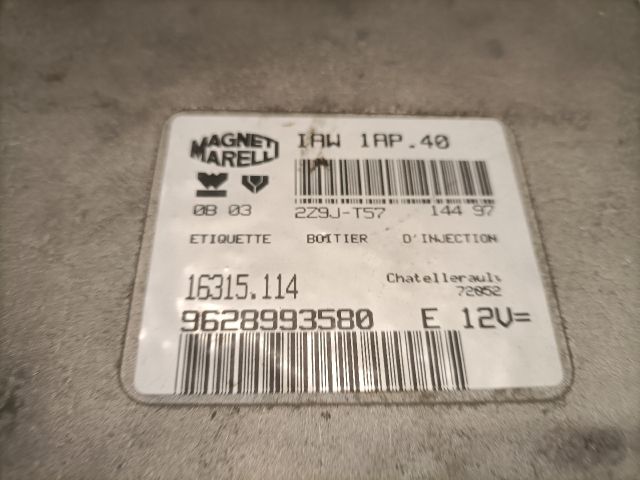 MAGNETI
MARELLI
IAW 1AP.40
08 03 2Z9J-T57 144 97
ETIQUETTE BOITIER D'INJECTION
16315.114
Chatellerault
72052
9628993580 E 12V=